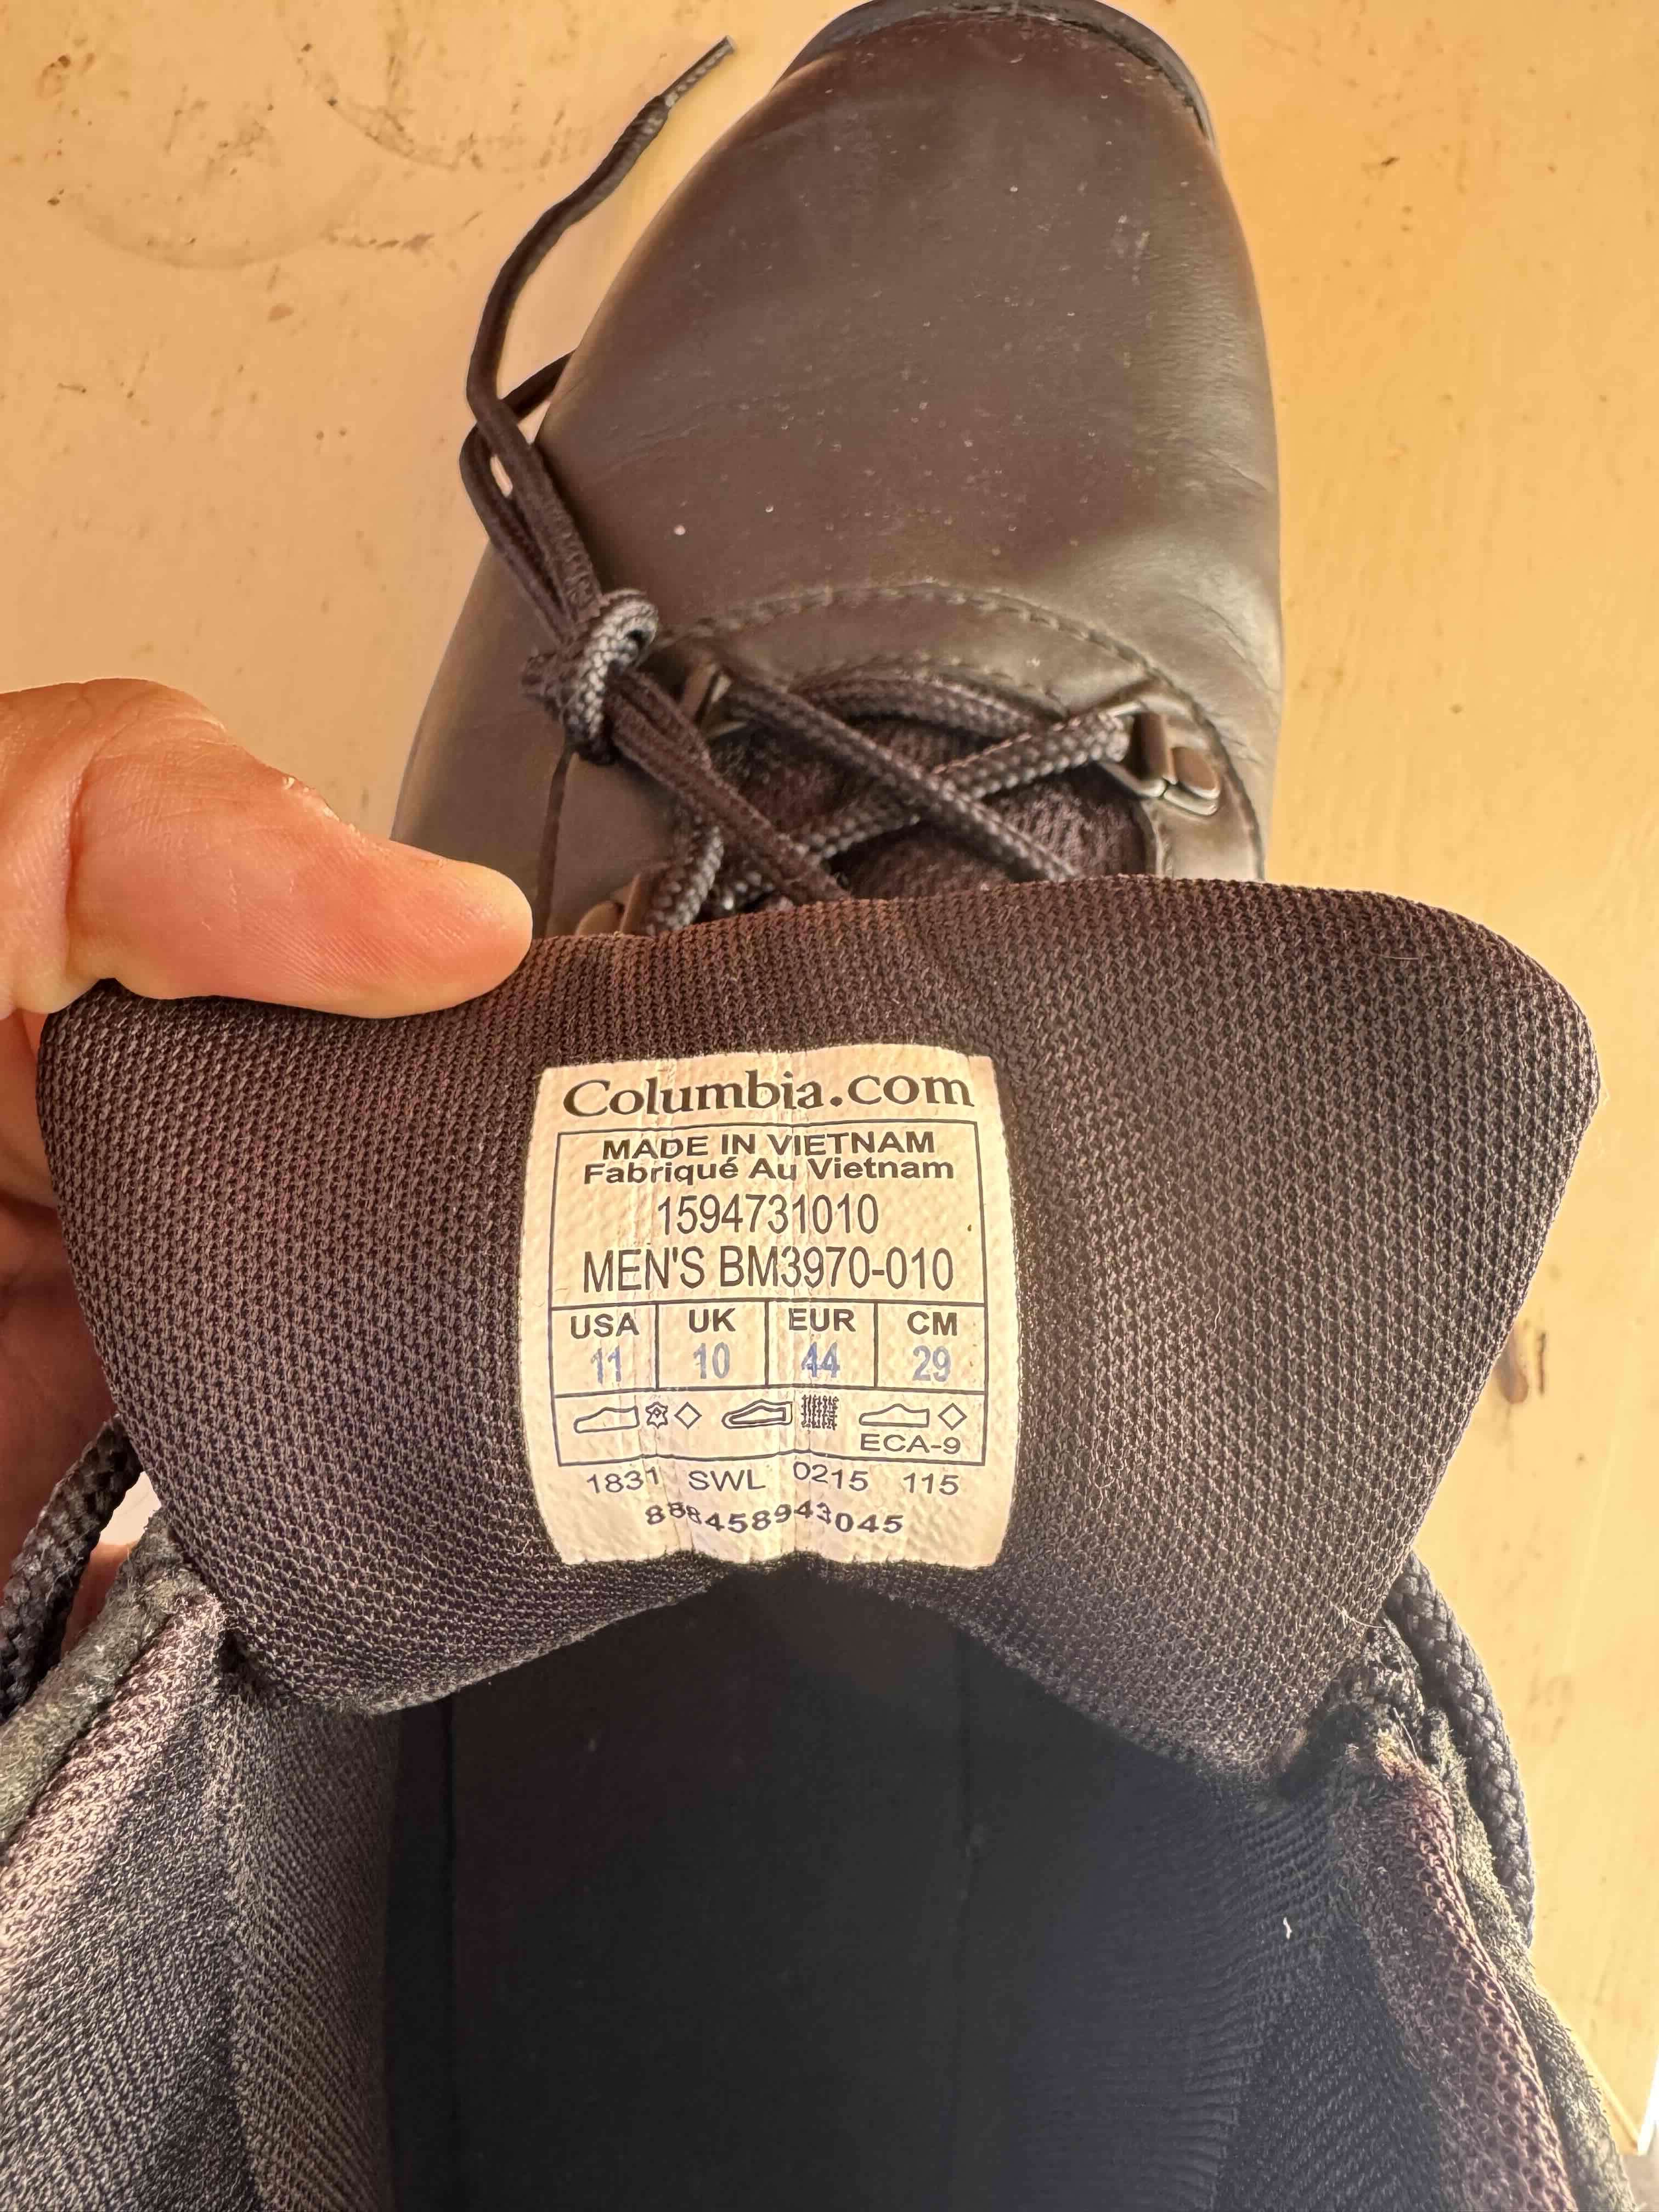 Columbia.com
MADE IN VIETNAM
Fabriqué Au Vietnam
1594731010
MEN'S BM3970-010
USA UK EUR CM
11 10 44 29
ECA-9
1831 SWL 0215 115
888458943045